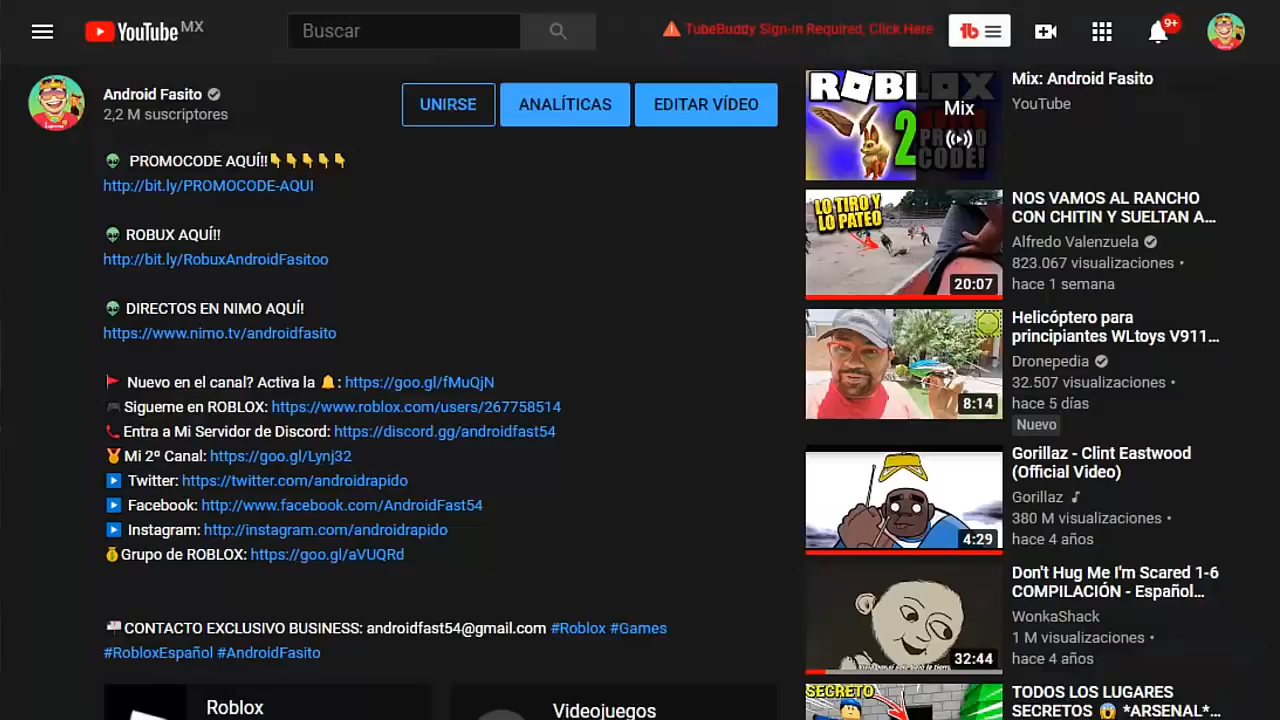 YouTube MX
Buscar
TubeBuddy Sign-in Required, Click Here
tb
9+
Android Fasito
2,2 M suscriptores
UNIRSE
ANALÍTICAS
EDITAR VÍDEO
👽 PROMOCODE AQUÍ!!👇👇👇👇👇
http://bit.ly/PROMOCODE-AQUI
👽 ROBUX AQUÍ!!
http://bit.ly/RobuxAndroidFasitoo
👽 DIRECTOS EN NIMO AQUÍ!
https://www.nimo.tv/androidfasito
🚩 Nuevo en el canal? Activa la 🔔: https://goo.gl/fMuQjN
🎮Sigueme en ROBLOX: https://www.roblox.com/users/267758514
📞Entra a Mi Servidor de Discord: https://discord.gg/androidfast54
🏅Mi 2º Canal: https://goo.gl/Lynj32
▶ Twitter: https://twitter.com/androidrapido
▶ Facebook: http://www.facebook.com/AndroidFast54
▶ Instagram: http://instagram.com/androidrapido
💰Grupo de ROBLOX: https://goo.gl/aVUQRd
📪CONTACTO EXCLUSIVO BUSINESS: androidfast54@gmail.com #Roblox #Games
#RobloxEspañol #AndroidFasito
Roblox
Videojuegos
ROBLOX
2
PROMO
CODE!
Mix
Mix: Android Fasito
YouTube
LO TIRO Y
LO PATEO
20:07
NOS VAMOS AL RANCHO
CON CHITIN Y SUELTAN A...
Alfredo Valenzuela
823.067 visualizaciones •
hace 1 semana
8:14
Helicóptero para
principiantes WLtoys V911...
Dronepedia
32.507 visualizaciones •
hace 5 días
Nuevo
4:29
Gorillaz - Clint Eastwood
(Official Video)
Gorillaz
380 M visualizaciones •
hace 4 años
32:44
Don't Hug Me I'm Scared 1-6
COMPILACIÓN - Español...
WonkaShack
1 M visualizaciones •
hace 4 años
SECRETO
TODOS LOS LUGARES
SECRETOS 😱 *ARSENAL*...